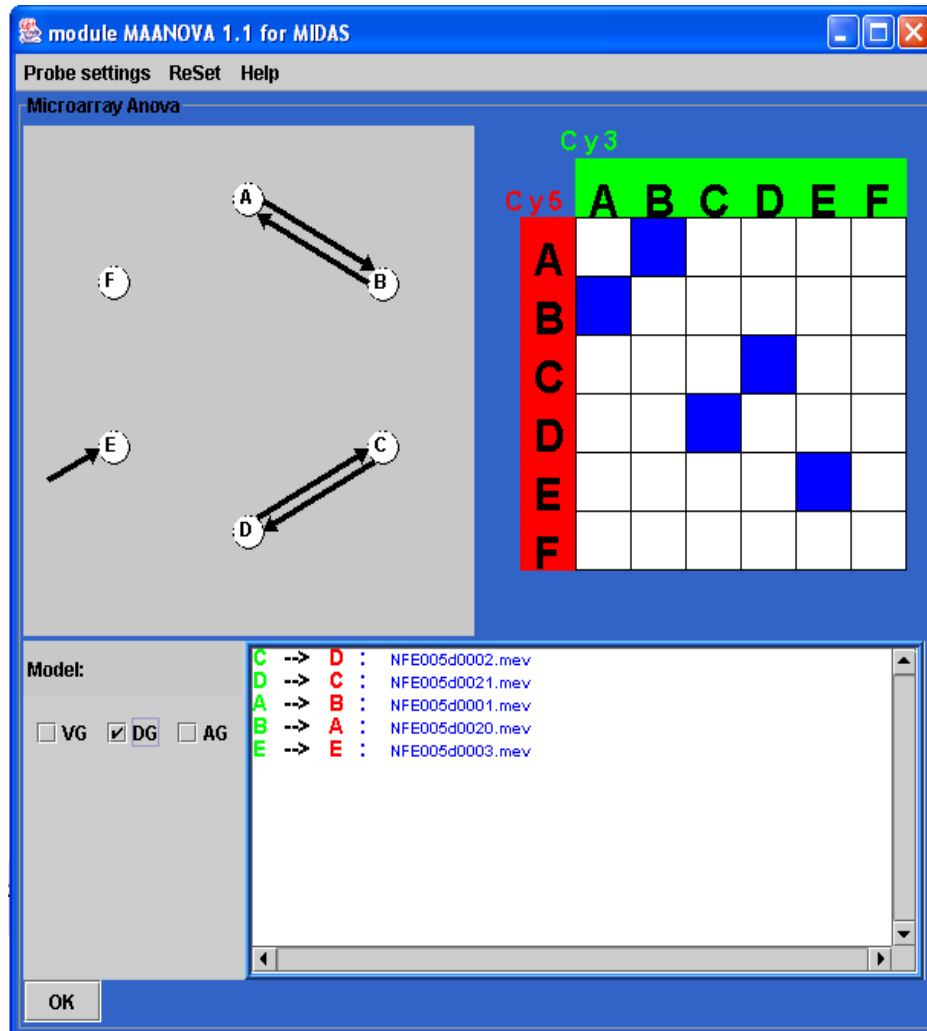 module MAANOVA 1.1 for MIDAS
Probe settings ReSet Help
Microarray Anova
A
B
F
E
C
D
Cy3
Cy5 A B C D E F
A
B
C
D
E
F
Model:
VG DG AG
C --> D : NFE005d0002.mev
D --> C : NFE005d0021.mev
A --> B : NFE005d0001.mev
B --> A : NFE005d0020.mev
E --> E : NFE005d0003.mev
OK